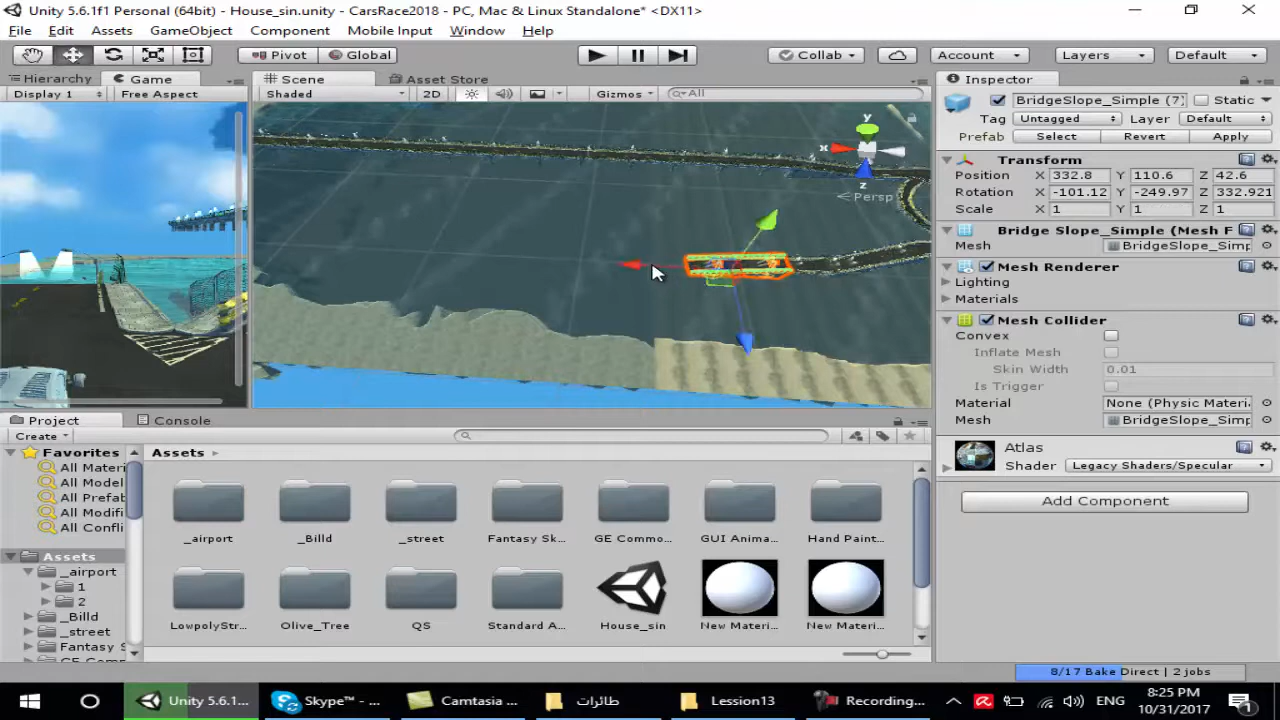 Unity 5.6.1f1 Personal (64bit) - House_sin.unity - CarsRace2018 - PC, Mac & Linux Standalone* <DX11>
File Edit Assets GameObject Component Mobile Input Window Help
Pivot Global Collab Account Layers Default
Hierarchy Game Scene Asset Store Inspector
Display 1 Free Aspect Shaded 2D Gizmos All
BridgeSlope_Simple (7) Static
Tag Untagged Layer Default
Prefab Select Revert Apply
Transform
Position X 332.8 Y 110.6 Z 42.6
Rotation X -101.12 Y -249.97 Z 332.921
Scale X 1 Y 1 Z 1
Bridge Slope_Simple (Mesh F
Mesh BridgeSlope_Simp
Mesh Renderer
Lighting
Materials
Mesh Collider
Convex
Inflate Mesh
Skin Width 0.01
Is Trigger
Material None (Physic Materi
Mesh BridgeSlope_Simp
Atlas
Shader Legacy Shaders/Specular
Add Component
y
x
z
Persp
M
Project Console
Create
Favorites
All Materi
All Model
All Prefab
All Modifi
All Confli
Assets
_airport
1
2
_Billd
_street
Fantasy S
Assets
_airport _Billd _street Fantasy Sk... GE Commo... GUI Anima... Hand Paint...
LowpolyStr... Olive_Tree QS Standard A... House_sin New Materi... New Materi...
8/17 Bake Direct | 2 jobs
Unity 5.6.1... Skype™ - ... Camtasia ... طائرات Lession13 Recording... ENG
8:25 PM
10/31/2017
1